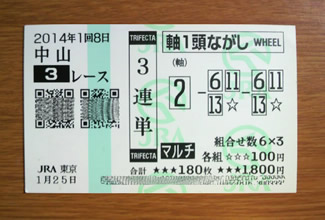 2014年1回8日
中山
3 レース
JRA 東京
1月25日
TRIFECTA
3連単
TRIFECTA
軸1頭ながし WHEEL
(軸)
2 - 6 11 13 ☆ - 6 11 13 ☆
組合せ数6×3
マルチ 各組 ☆☆☆100円
合計 ★★★180枚 ★★★1,800円
JRA